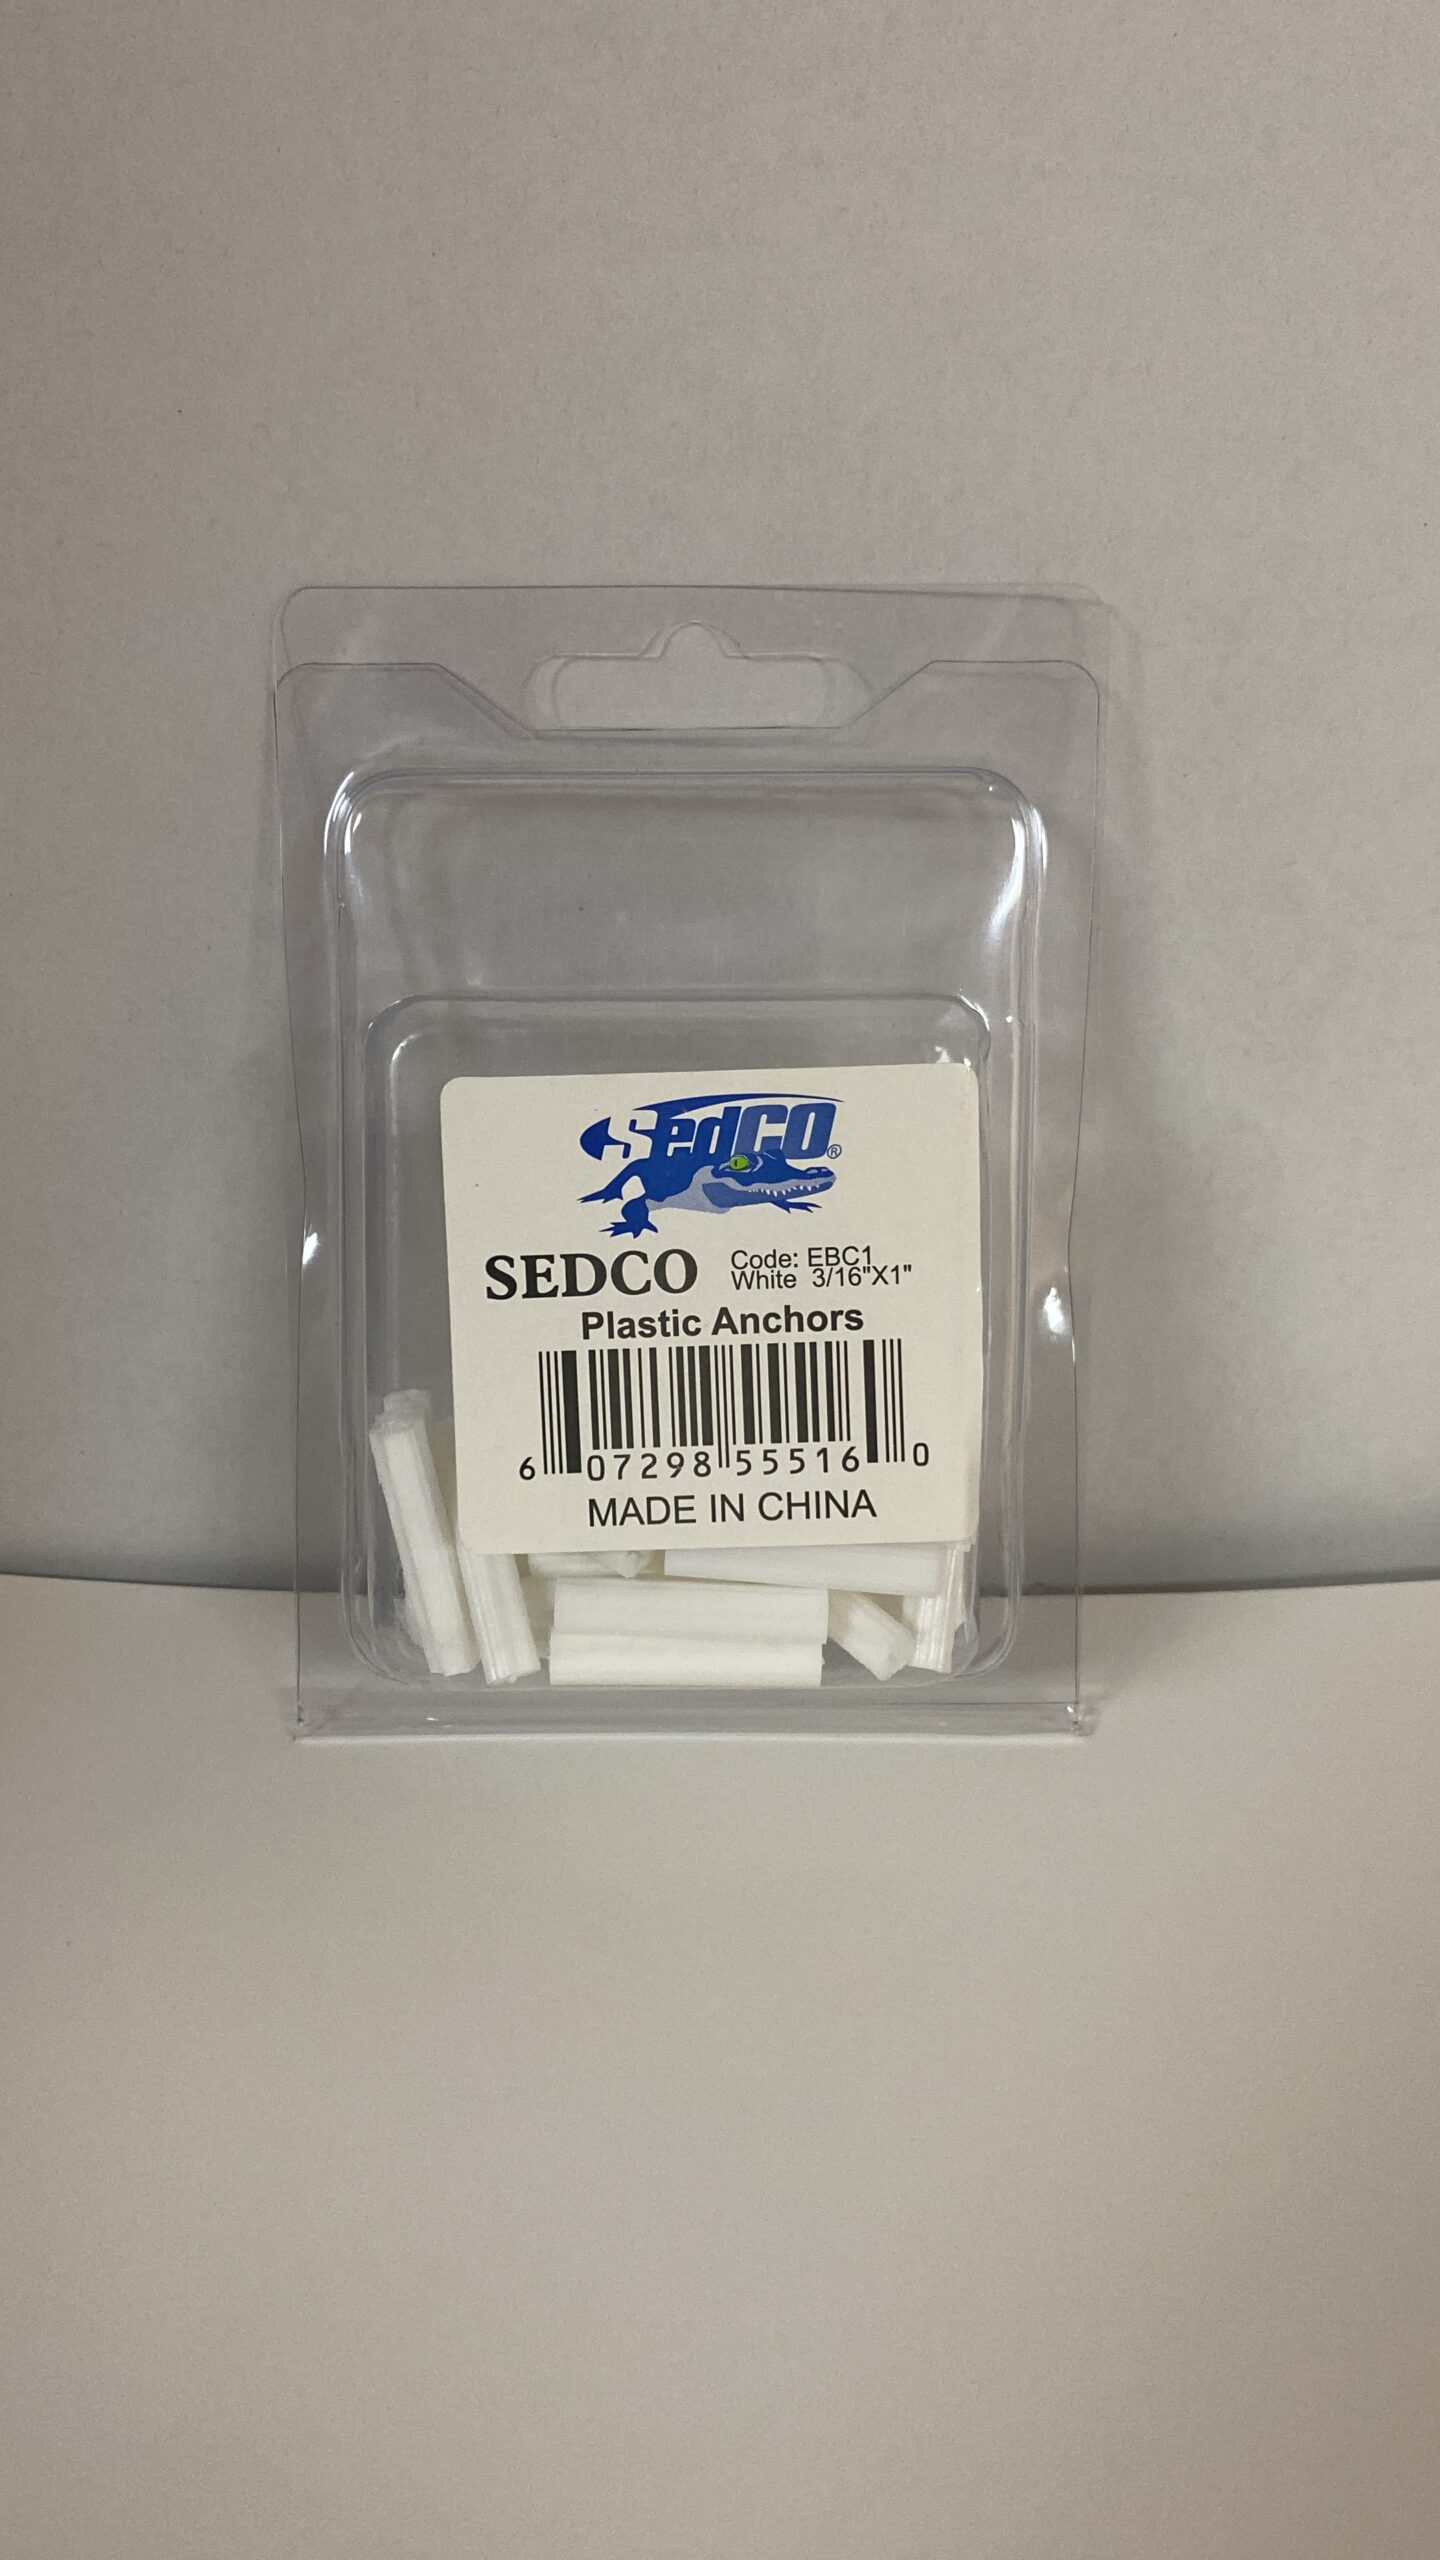 SedCO®
SEDCO
Code: EBC1
White 3/16"X1"
Plastic Anchors
6 07298 55516 0
MADE IN CHINA